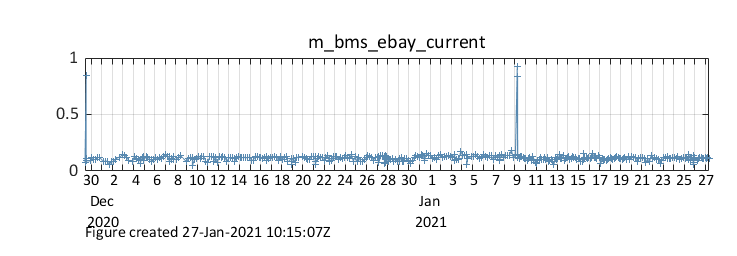 m_bms_ebay_current
1
0.5
0
30 2 4 6 8 10 12 14 16 18 20 22 24 26 28 30 1 3 5 7 9 11 13 15 17 19 21 23 25 27
Dec Jan
2020 2021
Figure created 27-Jan-2021 10:15:07Z